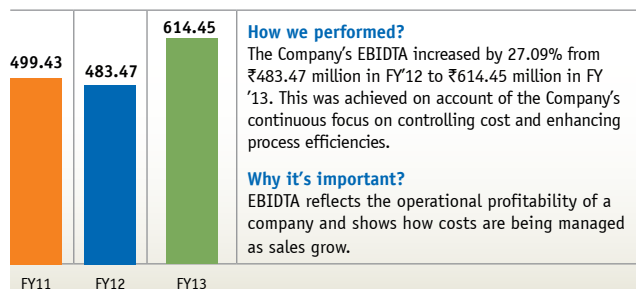 499.43
483.47
614.45
FY11
FY12
FY13
How we performed?
The Company’s EBIDTA increased by 27.09% from
₹483.47 million in FY’12 to ₹614.45 million in FY
’13. This was achieved on account of the Company’s
continuous focus on controlling cost and enhancing
process efficiencies.
Why it’s important?
EBIDTA reflects the operational profitability of a
company and shows how costs are being managed
as sales grow.